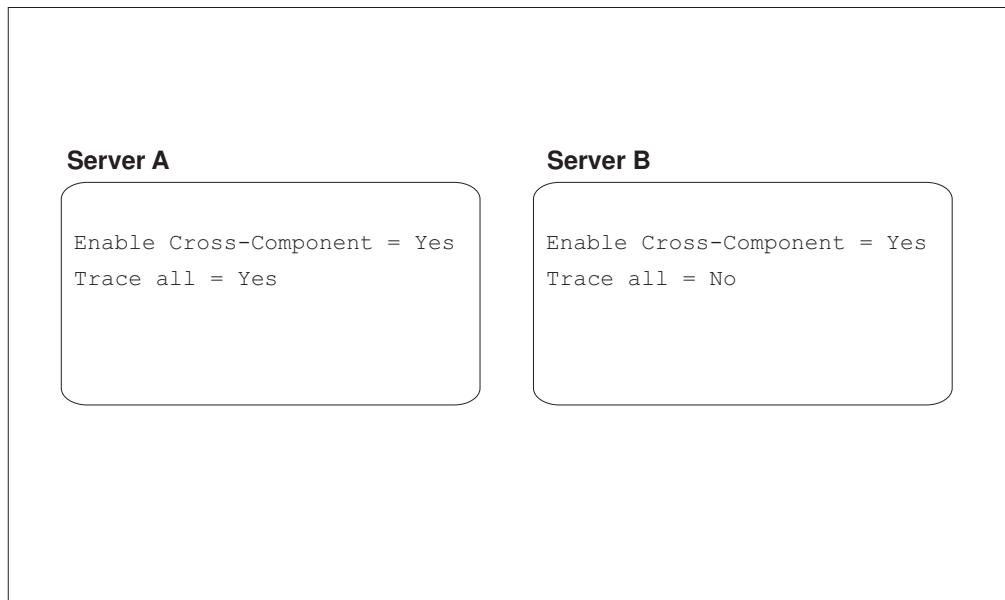 Server A
Enable Cross-Component = Yes
Trace all = Yes
Server B
Enable Cross-Component = Yes
Trace all = No